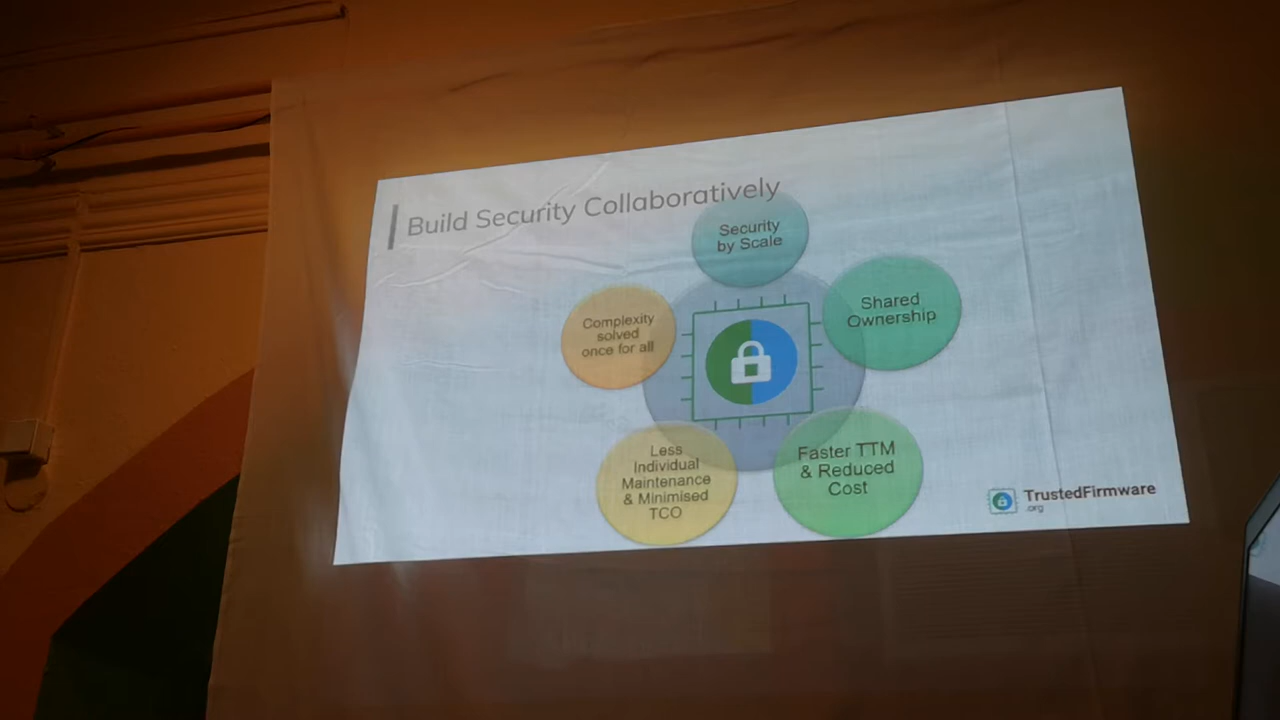 Build Security Collaboratively
Security
by Scale
Shared
Ownership
Complexity
solved
once for all
Less
Individual
Maintenance
& Minimised
TCO
Faster TTM
& Reduced
Cost
TrustedFirmware
.org